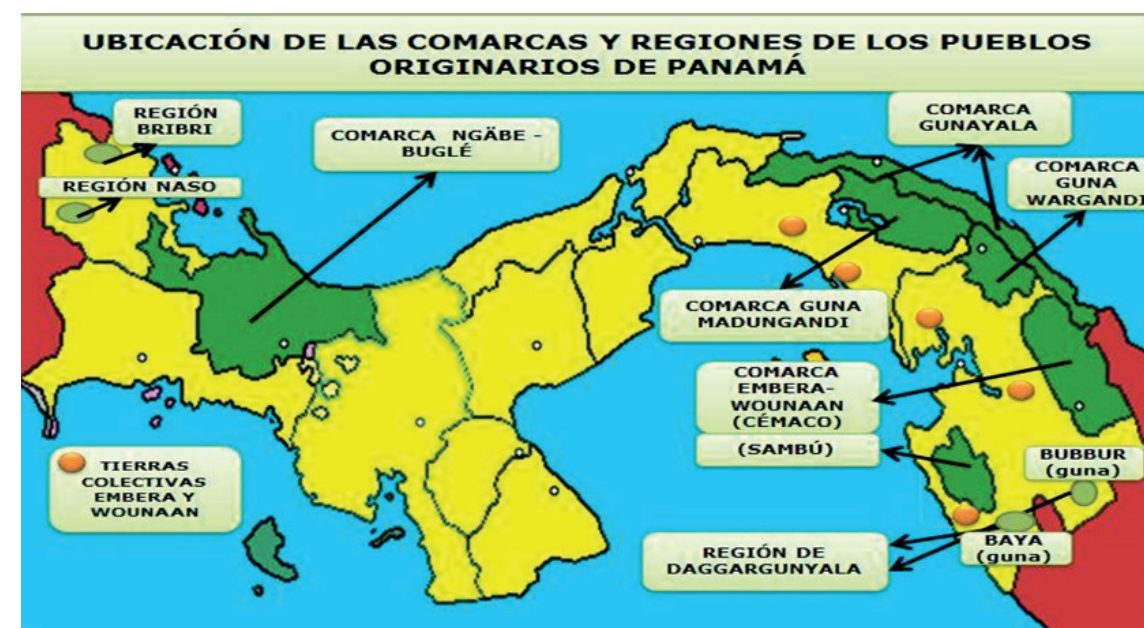 UBICACIÓN DE LAS COMARCAS Y REGIONES DE LOS PUEBLOS
ORIGINARIOS DE PANAMÁ
REGIÓN
BRIBRI
REGIÓN NASO
COMARCA NGÄBE -
BUGLÉ
COMARCA
GUNAYALA
COMARCA
GUNA
WARGANDI
COMARCA GUNA
MADUNGANDI
COMARCA
EMBERA-
WOUNAAN
(CÉMACO)
(SAMBÚ)
BUBBUR
(guna)
BAYA
(guna)
REGIÓN DE
DAGGARGUNYALA
TIERRAS
COLECTIVAS
EMBERA Y
WOUNAAN